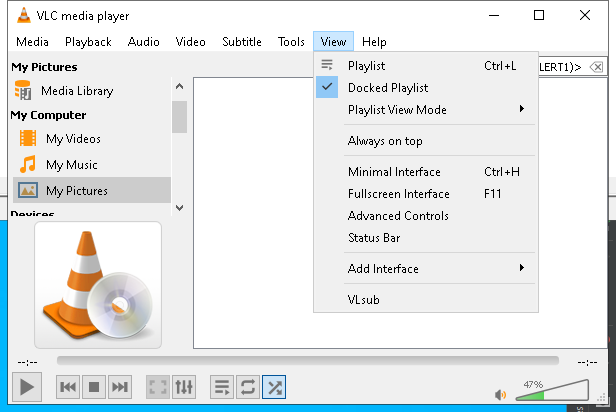 VLC media player
Media Playback Audio Video Subtitle Tools View Help
My Pictures
Media Library
My Computer
My Videos
My Music
My Pictures
Devices
LERT1)>
Playlist Ctrl+L
Docked Playlist
Playlist View Mode
Always on top
Minimal Interface Ctrl+H
Fullscreen Interface F11
Advanced Controls
Status Bar
Add Interface
VLsub
--:-- --:--
47%